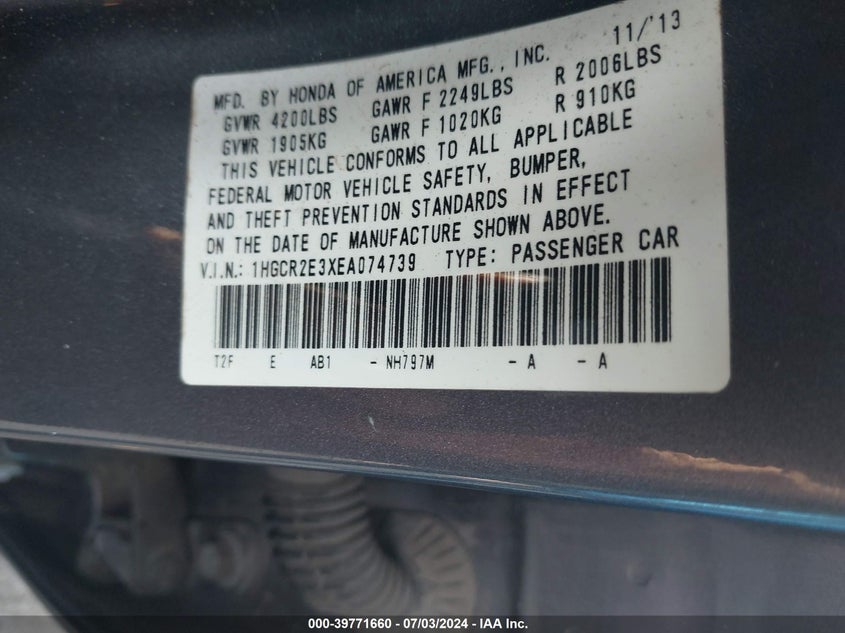 11/'13
MFD. BY HONDA OF AMERICA MFG., INC.
GVWR 4200LBS GAWR F 2249LBS R 2006LBS
GVWR 1905KG GAWR F 1020KG R 910KG
THIS VEHICLE CONFORMS TO ALL APPLICABLE
FEDERAL MOTOR VEHICLE SAFETY, BUMPER,
AND THEFT PREVENTION STANDARDS IN EFFECT
ON THE DATE OF MANUFACTURE SHOWN ABOVE.
V.I.N.: 1HGCR2E3XEA074739 TYPE: PASSENGER CAR
T2F E AB1 - NH797M - A - A
000-39771660 - 07/03/2024 - IAAI.com